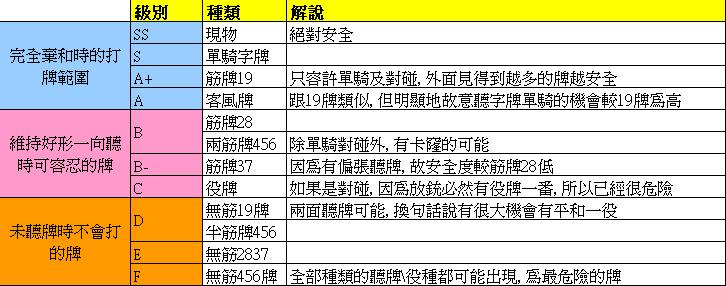 級別 種類 解說
完全棄和時的打
牌範圍
SS 現物 絕對安全
S 單騎字牌
A+ 筋牌19 只容許單騎及對碰, 外面見得到越多的牌越安全
A 客風牌 跟19牌類似, 但明顯地故意聽字牌單騎的機會較19牌為高
維持好形一向聽
時可容忍的牌
B 筋牌28
兩筋牌456 除單騎對碰外, 有卡窿的可能
B- 筋牌37 因為有偏張聽牌, 故安全度較筋牌28低
C 役牌 如果是對碰, 因為放銃必然有役牌一番, 所以已經很危險
未聽牌時不會打
的牌
D 無筋19牌 兩面聽牌可能, 換句話說有很大機會有平和一役
半筋牌456
E 無筋2837
F 無筋456牌 全部種類的聽牌\役種都可能出現, 為最危險的牌